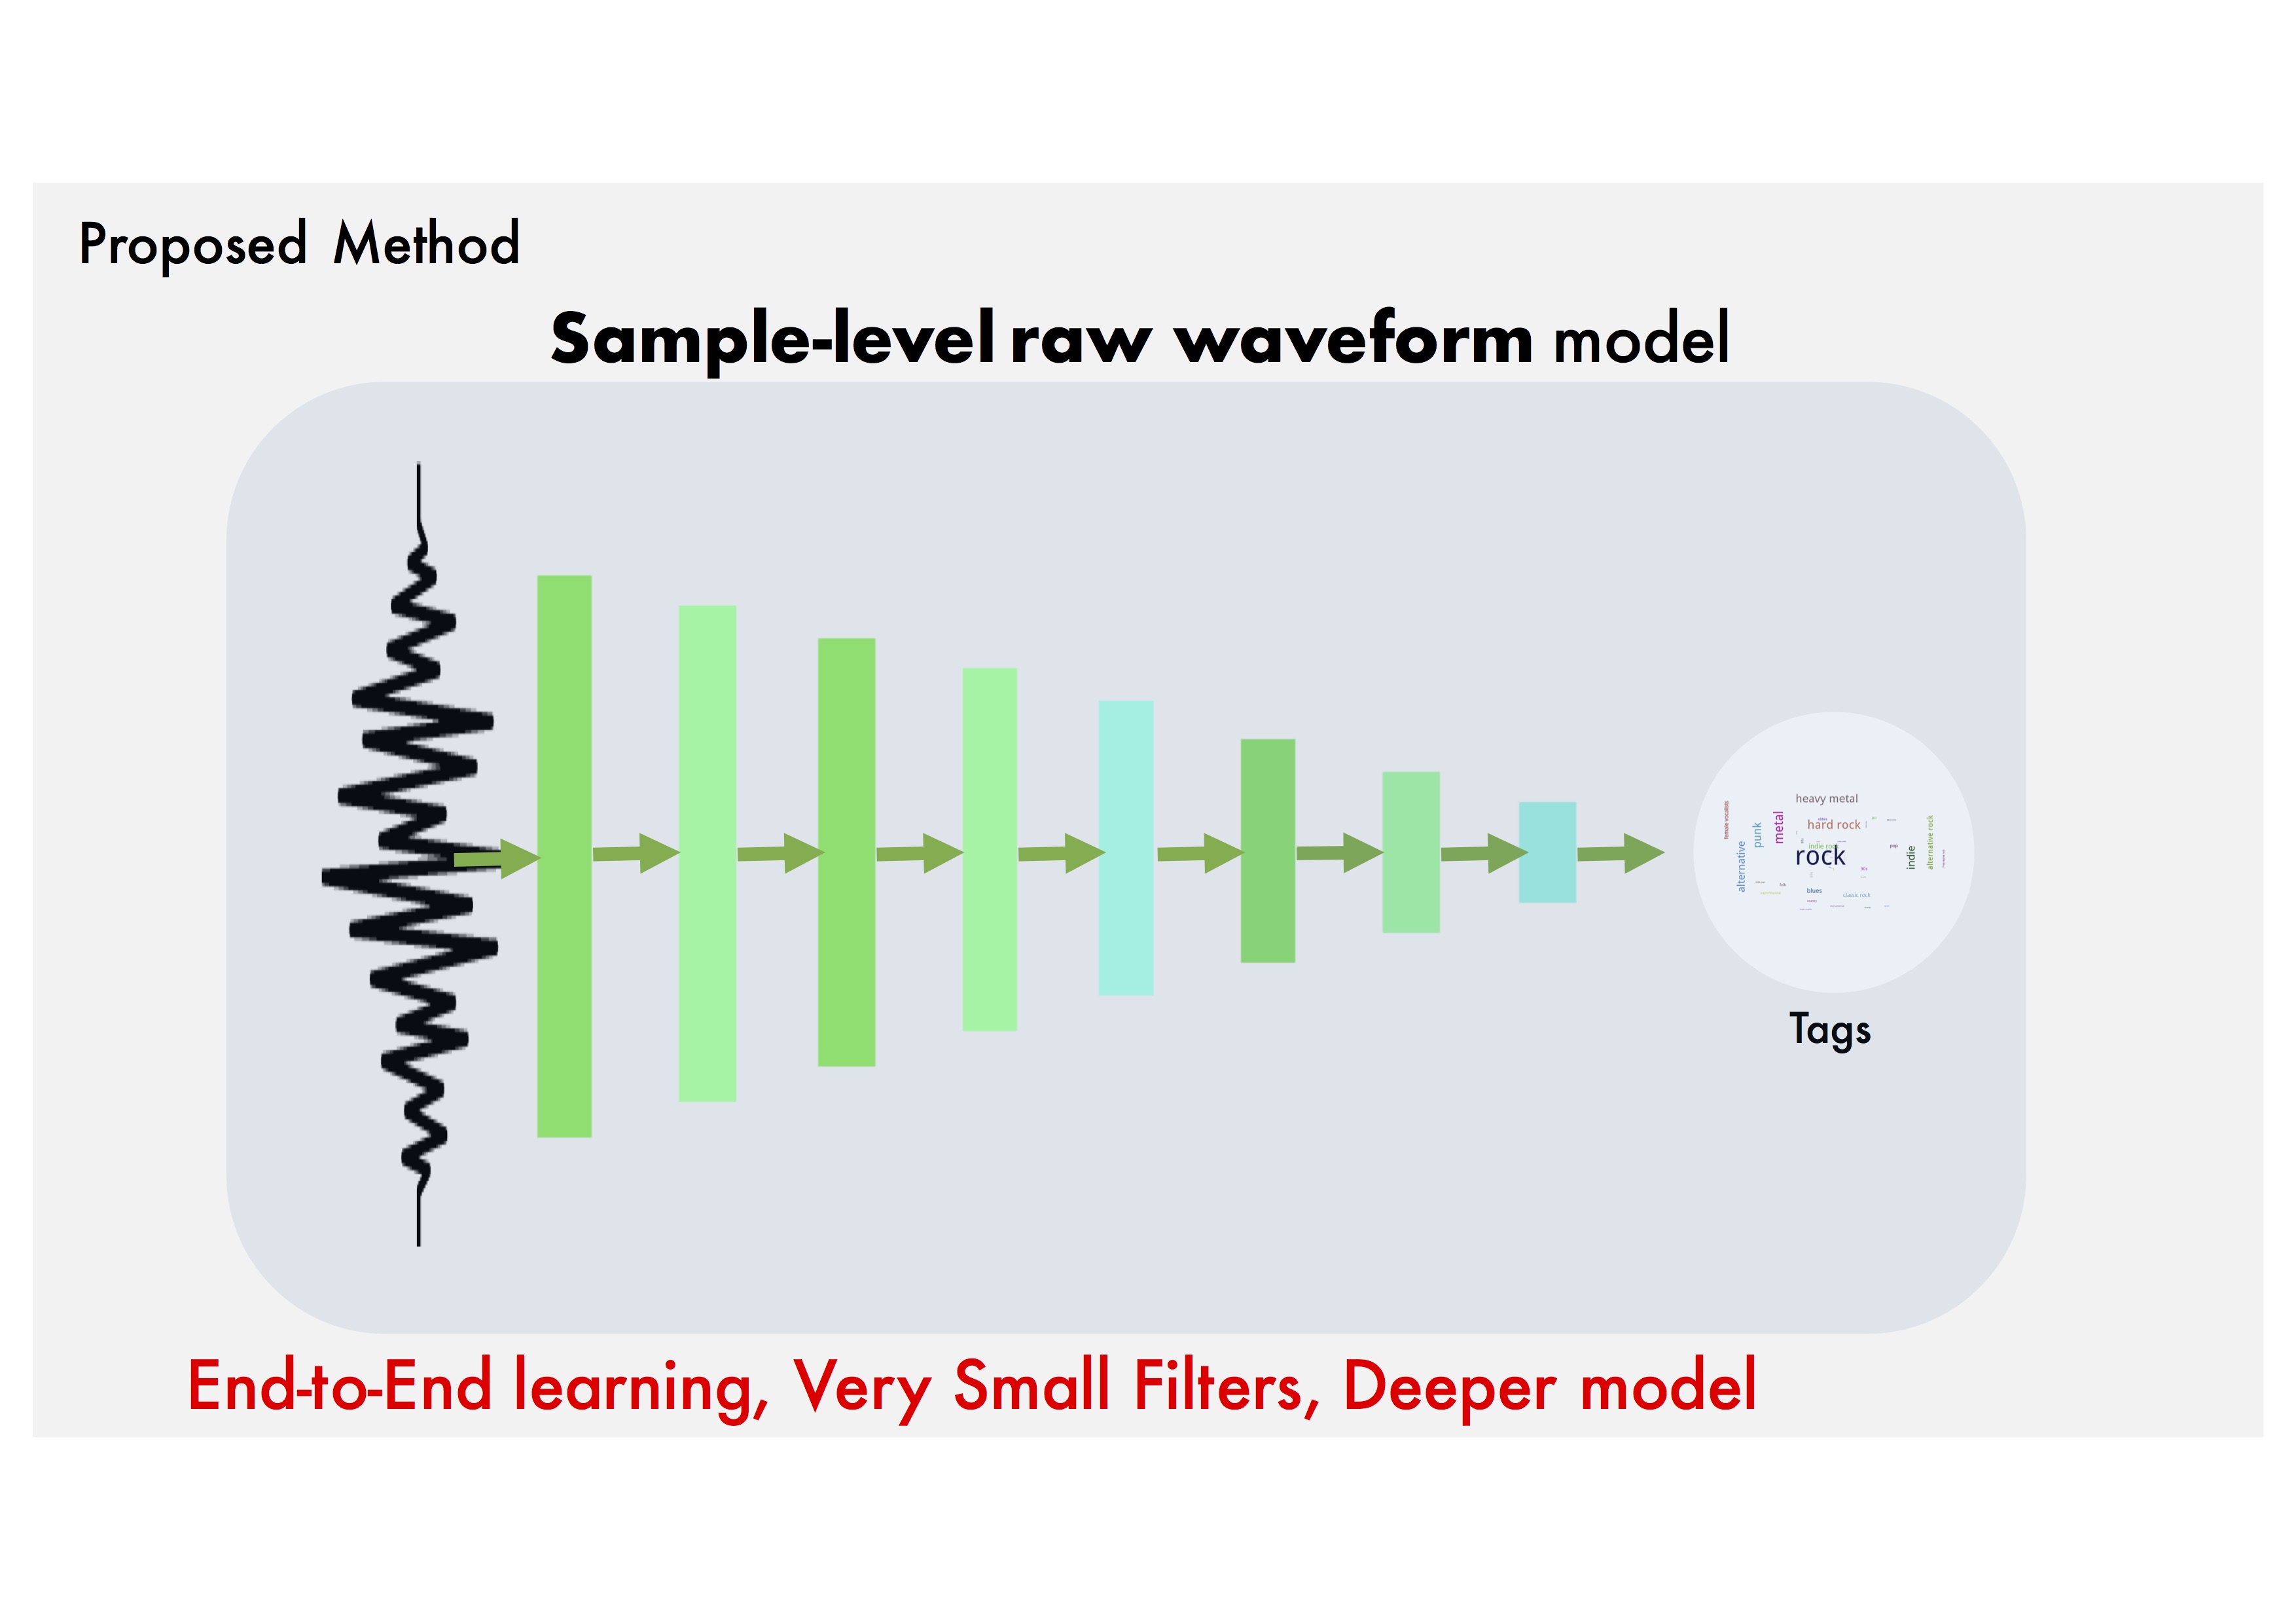 Proposed Method
Sample-level raw waveform model
heavy metal
female vocalists
metal
hard rock
punk
alternative rock
indie rock
rock
pop
indie
alternative
blues
classic rock
Tags
End-to-End learning, Very Small Filters, Deeper model